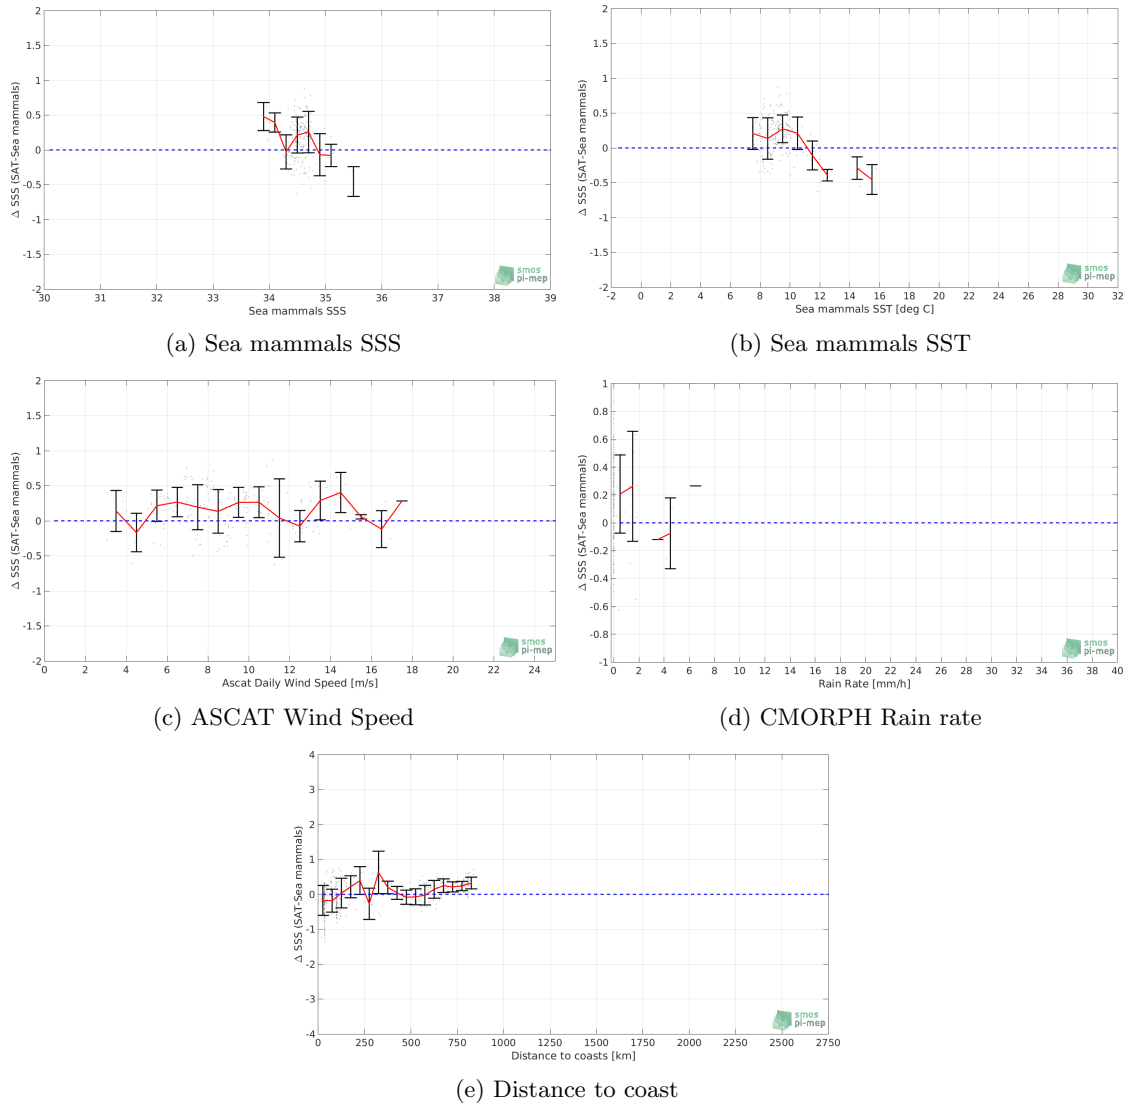 2
1.5
1
0.5
0
-0.5
-1
-1.5
-2
Δ SSS (SAT-Sea mammals)
30 31 32 33 34 35 36 37 38 39
Sea mammals SSS
smos
pi-mep
(a) Sea mammals SSS
2
1.5
1
0.5
0
-0.5
-1
-1.5
-2
Δ SSS (SAT-Sea mammals)
-2 0 2 4 6 8 10 12 14 16 18 20 22 24 26 28 30 32
Sea mammals SST [deg C]
smos
pi-mep
(b) Sea mammals SST
2
1.5
1
0.5
0
-0.5
-1
-1.5
-2
Δ SSS (SAT-Sea mammals)
0 2 4 6 8 10 12 14 16 18 20 22 24
Ascat Daily Wind Speed [m/s]
smos
pi-mep
(c) ASCAT Wind Speed
1
0.8
0.6
0.4
0.2
0
-0.2
-0.4
-0.6
-0.8
-1
Δ SSS (SAT-Sea mammals)
0 2 4 6 8 10 12 14 16 18 20 22 24 26 28 30 32 34 36 38 40
Rain Rate [mm/h]
smos
pi-mep
(d) CMORPH Rain rate
4
3
2
1
0
-1
-2
-3
-4
Δ SSS (SAT-Sea mammals)
0 250 500 750 1000 1250 1500 1750 2000 2250 2500 2750
Distance to coasts [km]
smos
pi-mep
(e) Distance to coast